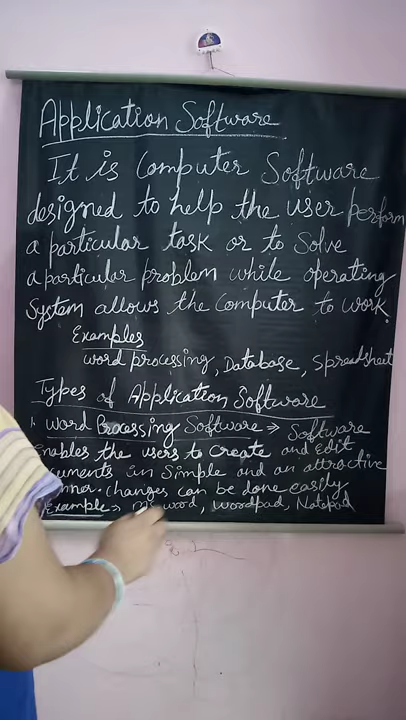 Application Software
It is Computer Software
designed to help the user perform
a particular task or to Solve
a particular problem while operating
System allows the Computer to work.
Examples
word processing, Database, Spreadsheet
Types of Application Software
1. word Processing Software → Software
Enables the users to Create and Edit
in Simple and an attractive
changes can be done easily
Example → word, Wordpad, Notepad